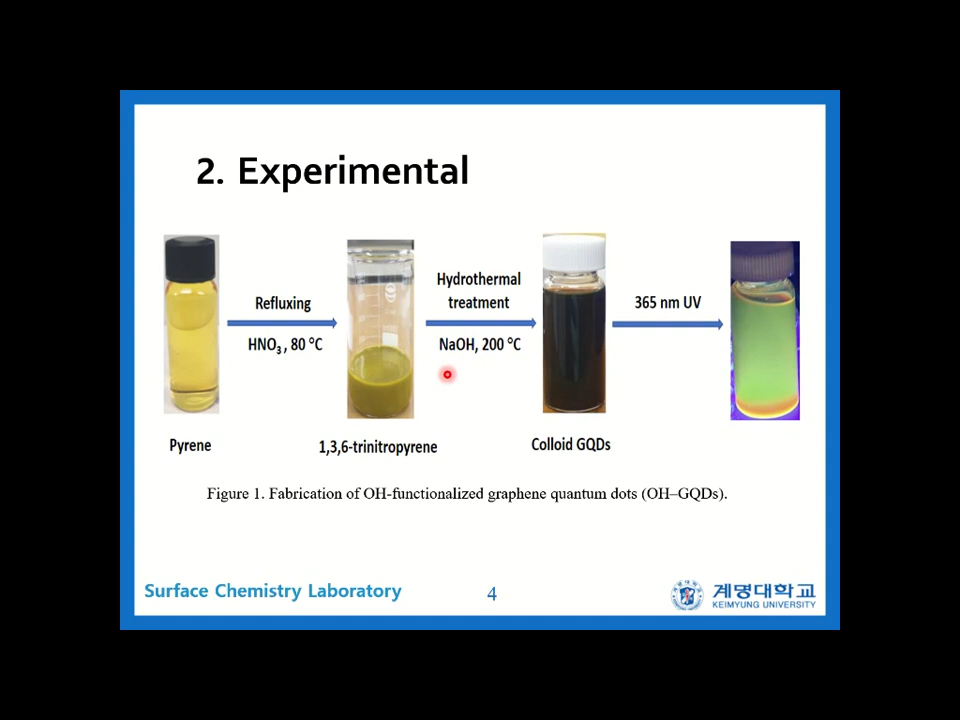 2. Experimental
Refluxing
HNO3 , 80 °C
Hydrothermal
treatment
NaOH, 200 °C
365 nm UV
Pyrene
1,3,6-trinitropyrene
Colloid GQDs
Figure 1. Fabrication of OH-functionalized graphene quantum dots (OH–GQDs).
Surface Chemistry Laboratory
4
계명대학교
KEIMYUNG UNIVERSITY